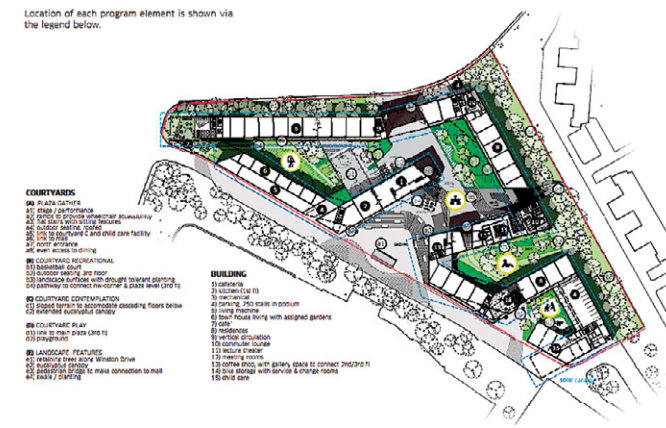 Location of each program element is shown via
the legend below.
COURTYARDS
(A) PLAZA GATHER
a1) stage / performance
a2) ramps to provide wheelchair accessibility
a3) flat stairs with sitting features
a4) outdoor seating, roofed
a5) link to courtyard C and child care facility
a6) link to mall
a7) north entrance
a8) even access to dining
(B) COURTYARD RECREATIONAL
b1) basketball court
b2) outdoor seating 3rd floor
b3) landscape surfaces with drought tolerant planting
b4) pathway to connect nw-corner & plaza level (3rd fl)
(C) COURTYARD CONTEMPLATION
c1) sloped terrain to accomodate cascading floors below
c2) extended eucalyptus canopy
(D) COURTYARD PLAY
d1) link to main plaza (3rd fl)
d2) playground
(E) LANDSCAPE FEATURES
e1) retaining trees along Winston Drive
e2) eucalyptus canopy
e3) pedestrian bridge to make connection to mall
e4) swale / planting
BUILDING
1) cafeteria
2) kitchen (1st fl)
3) mechanical
4) parking, 750 stalls in podium
5) living machine
6) town house living with assigned gardens
7) cafe'
8) residences
9) vertical circulation
10) commuter lounge
11) lecture theater
12) meeting rooms
13) coffee shop, with gallery space to connect 2nd/3rd fl
14) bike storage with service & change rooms
15) child care